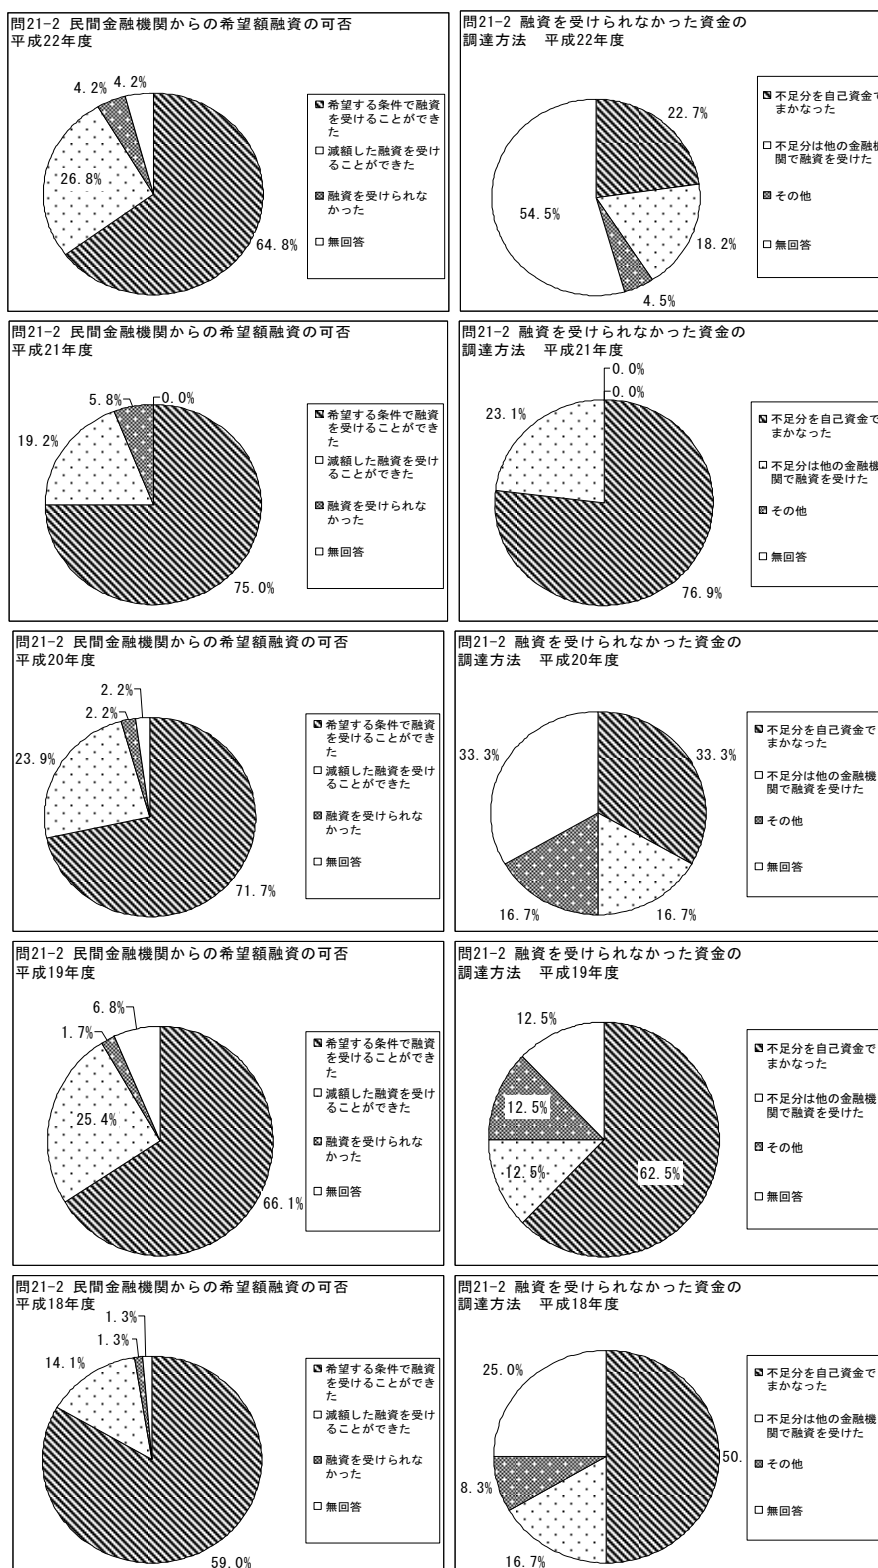 問21-2 民間金融機関からの希望額融資の可否
平成22年度
4.2%
4.2%
26.8%
64.8%
希望する条件で融資
を受けることができ
た
減額した融資を受け
ることができた
融資を受けられな
かった
無回答
問21-2 融資を受けられなかった資金の
調達方法 平成22年度
22.7%
54.5%
18.2%
4.5%
不足分を自己資金で
まかなった
不足分は他の金融機
関で融資を受けた
その他
無回答
問21-2 民間金融機関からの希望額融資の可否
平成21年度
5.8%
0.0%
19.2%
75.0%
希望する条件で融資
を受けることができ
た
減額した融資を受け
ることができた
融資を受けられな
かった
無回答
問21-2 融資を受けられなかった資金の
調達方法 平成21年度
0.0%
0.0%
23.1%
76.9%
不足分を自己資金で
まかなった
不足分は他の金融機
関で融資を受けた
その他
無回答
問21-2 民間金融機関からの希望額融資の可否
平成20年度
2.2%
2.2%
23.9%
71.7%
希望する条件で融資
を受けることができ
た
減額した融資を受け
ることができた
融資を受けられな
かった
無回答
問21-2 融資を受けられなかった資金の
調達方法 平成20年度
33.3%
33.3%
16.7%
16.7%
不足分を自己資金で
まかなった
不足分は他の金融機
関で融資を受けた
その他
無回答
問21-2 民間金融機関からの希望額融資の可否
平成19年度
6.8%
1.7%
25.4%
66.1%
希望する条件で融資
を受けることができ
た
減額した融資を受け
ることができた
融資を受けられな
かった
無回答
問21-2 融資を受けられなかった資金の
調達方法 平成19年度
12.5%
12.5%
12.5%
62.5%
不足分を自己資金で
まかなった
不足分は他の金融機
関で融資を受けた
その他
無回答
問21-2 民間金融機関からの希望額融資の可否
平成18年度
1.3%
1.3%
14.1%
59.0%
希望する条件で融資
を受けることができ
た
減額した融資を受け
ることができた
融資を受けられな
かった
無回答
問21-2 融資を受けられなかった資金の
調達方法 平成18年度
25.0%
50.
8.3%
16.7%
不足分を自己資金で
まかなった
不足分は他の金融機
関で融資を受けた
その他
無回答